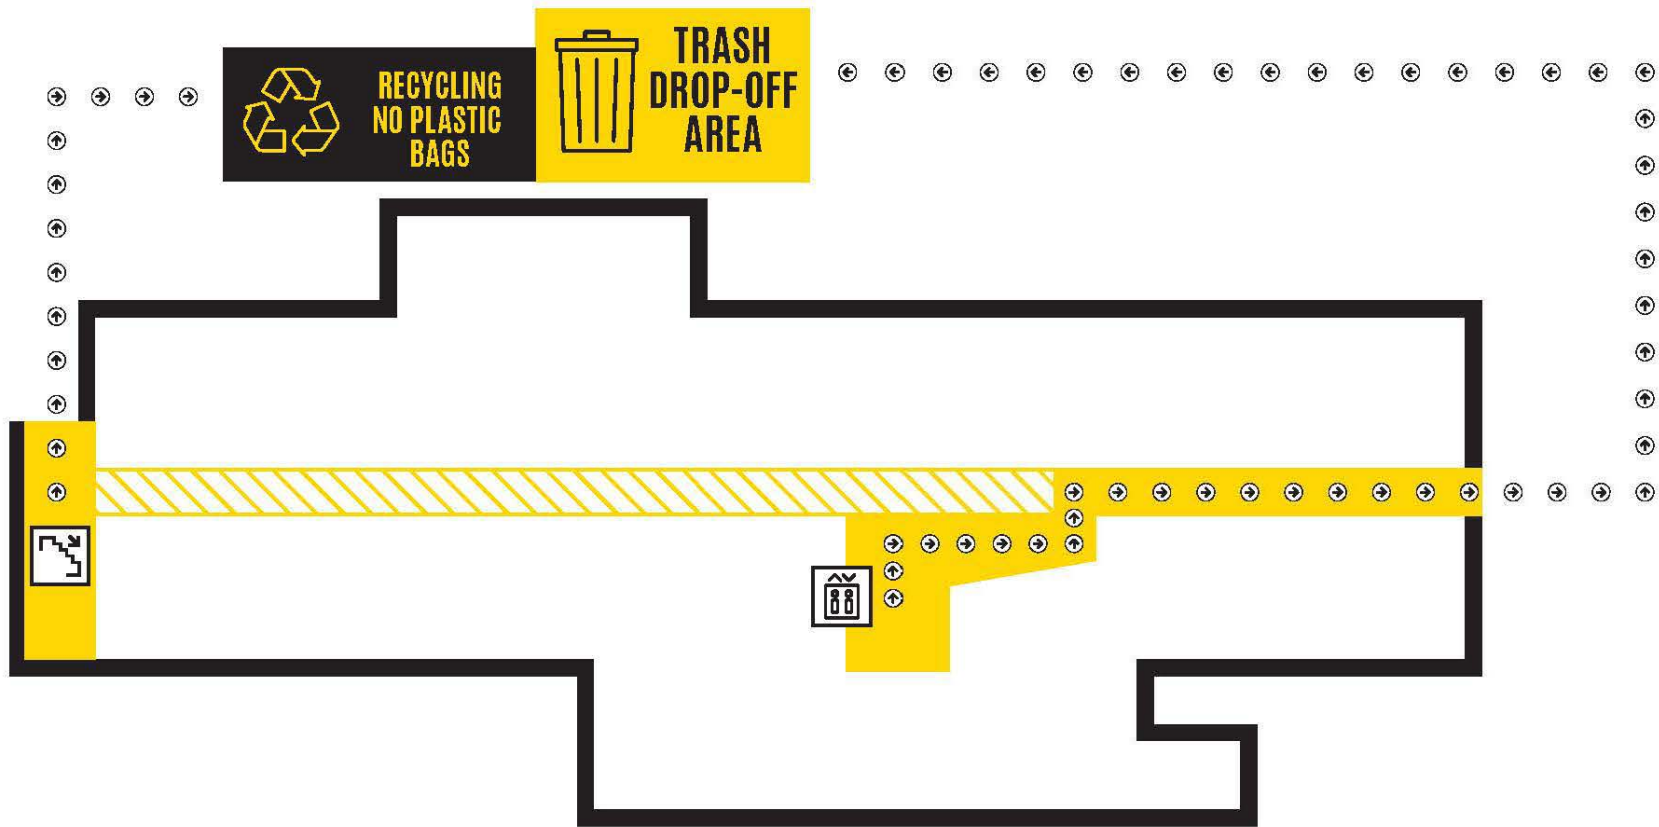 RECYCLING
NO PLASTIC
BAGS
TRASH
DROP-OFF
AREA